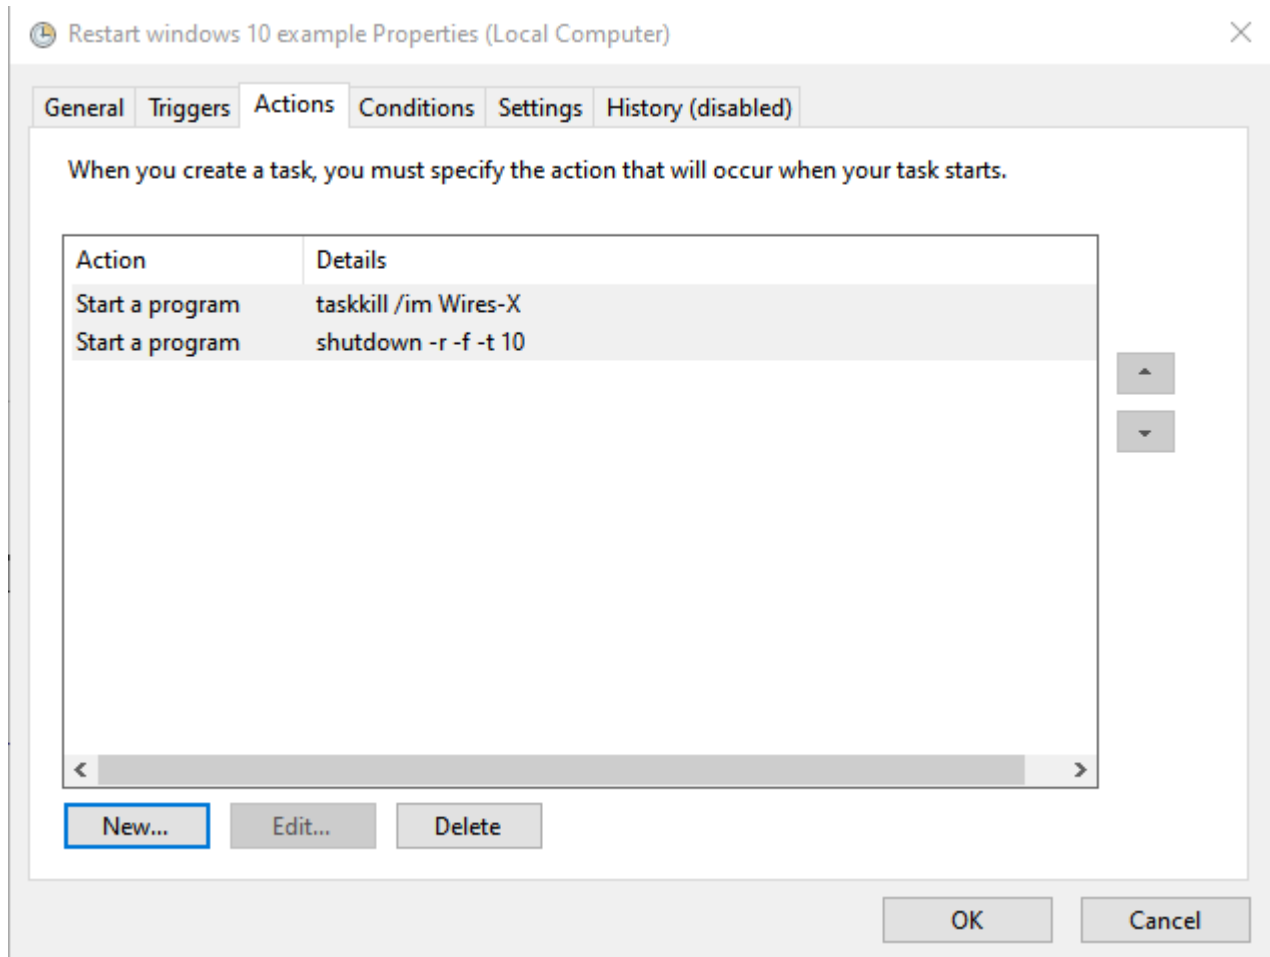 Restart windows 10 example Properties (Local Computer)
General Triggers Actions Conditions Settings History (disabled)
When you create a task, you must specify the action that will occur when your task starts.
Action Details
Start a program taskkill /im Wires-X
Start a program shutdown -r -f -t 10
New... Edit... Delete
OK Cancel